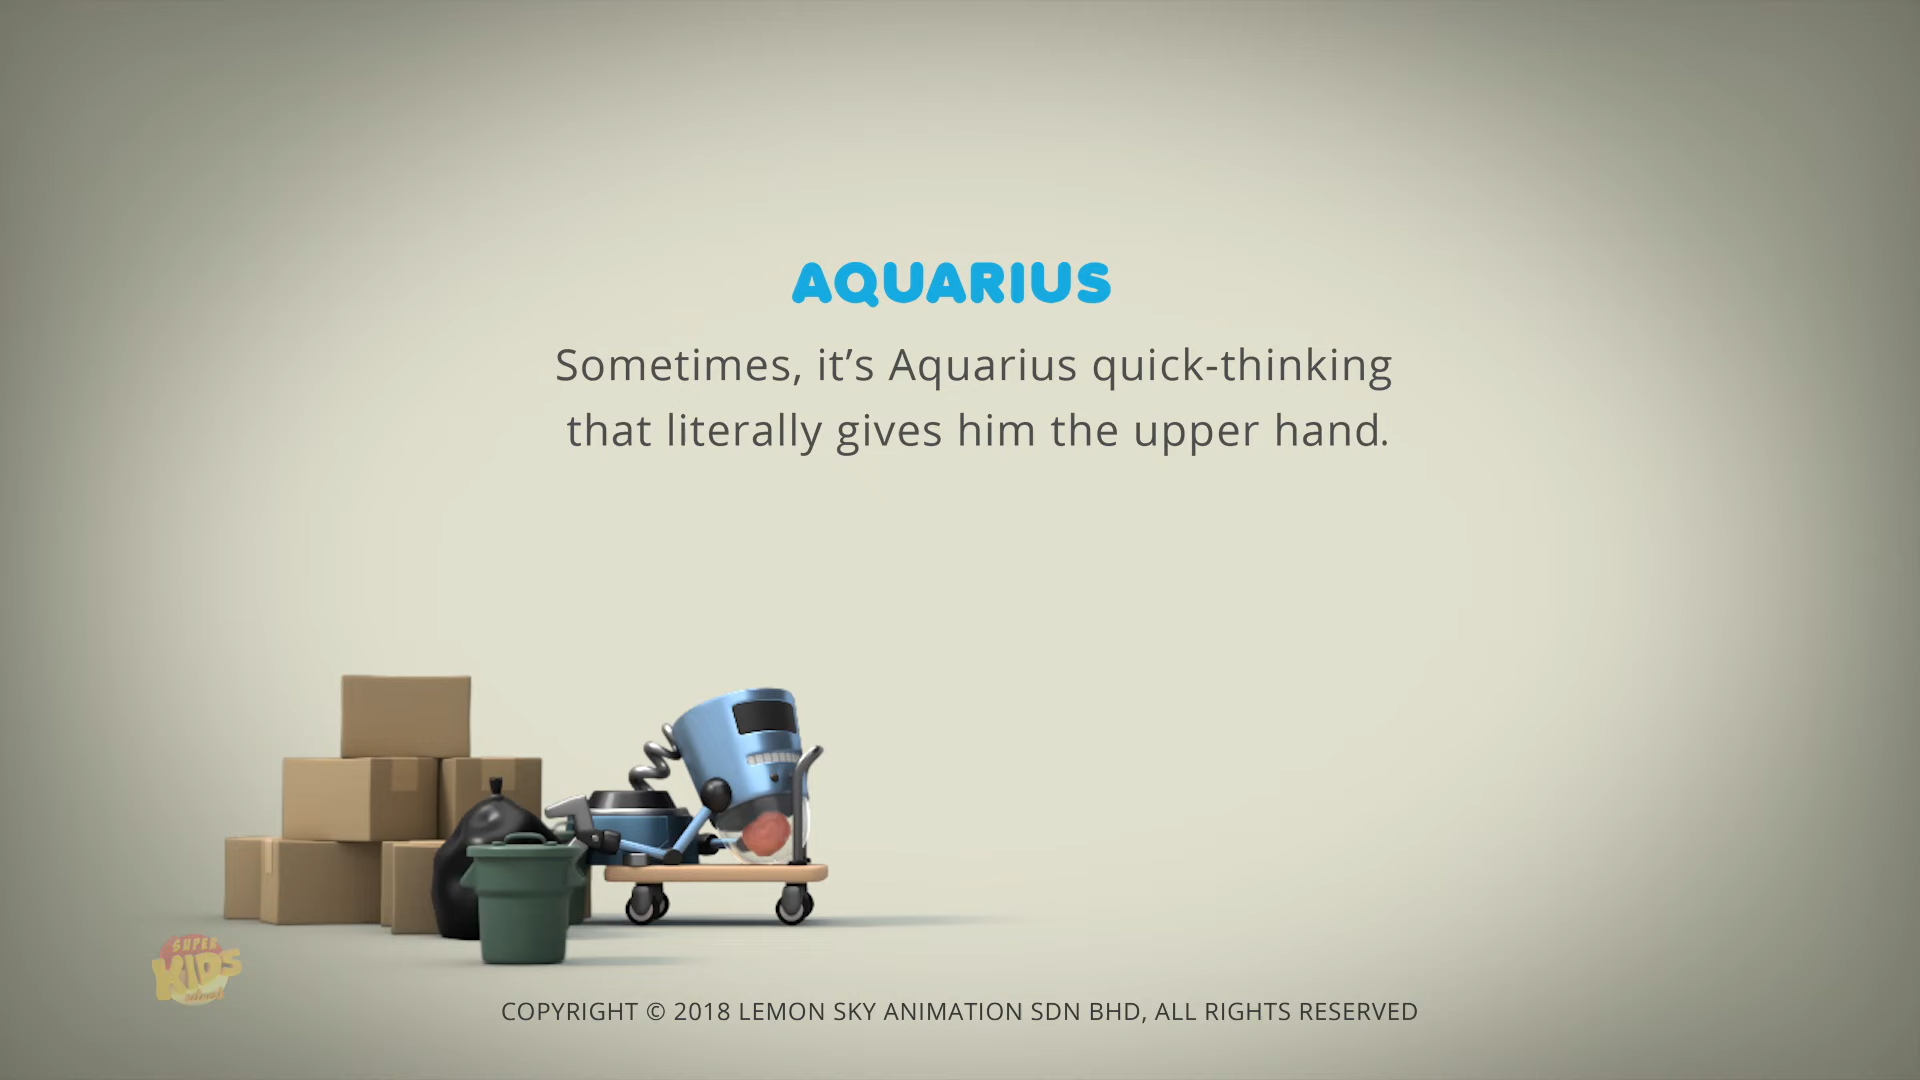 AQUARIUS
Sometimes, it’s Aquarius quick-thinking
that literally gives him the upper hand.
SUPER
KIDS
COPYRIGHT © 2018 LEMON SKY ANIMATION SDN BHD, ALL RIGHTS RESERVED